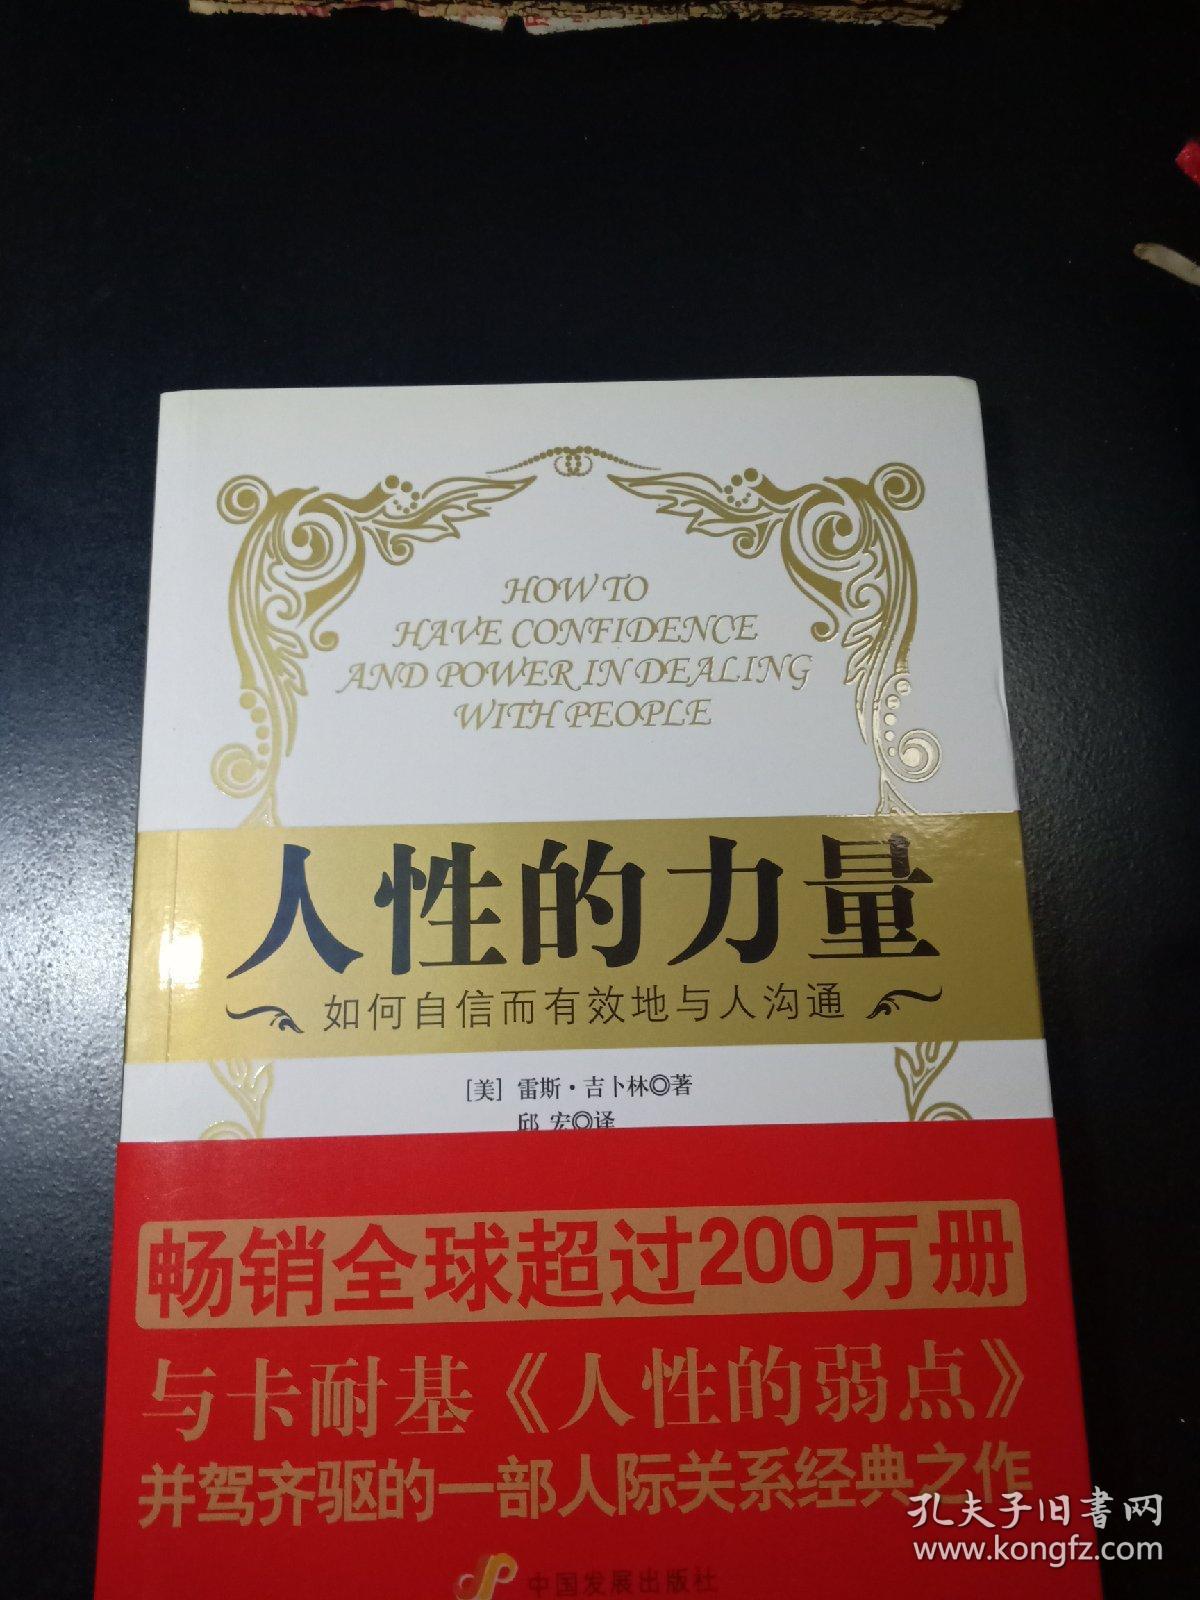 HOW TO
HAVE CONFIDENCE
AND POWER IN DEALING
WITH PEOPLE
人性的力量
如何自信而有效地与人沟通
[美] 雷斯·吉卜林◎著
邱 宏◎译
畅销全球超过200万册
与卡耐基《人性的弱点》
并驾齐驱的一部人际关系经典之作
中国发展出版社
孔夫子旧书网
www.kongfz.com